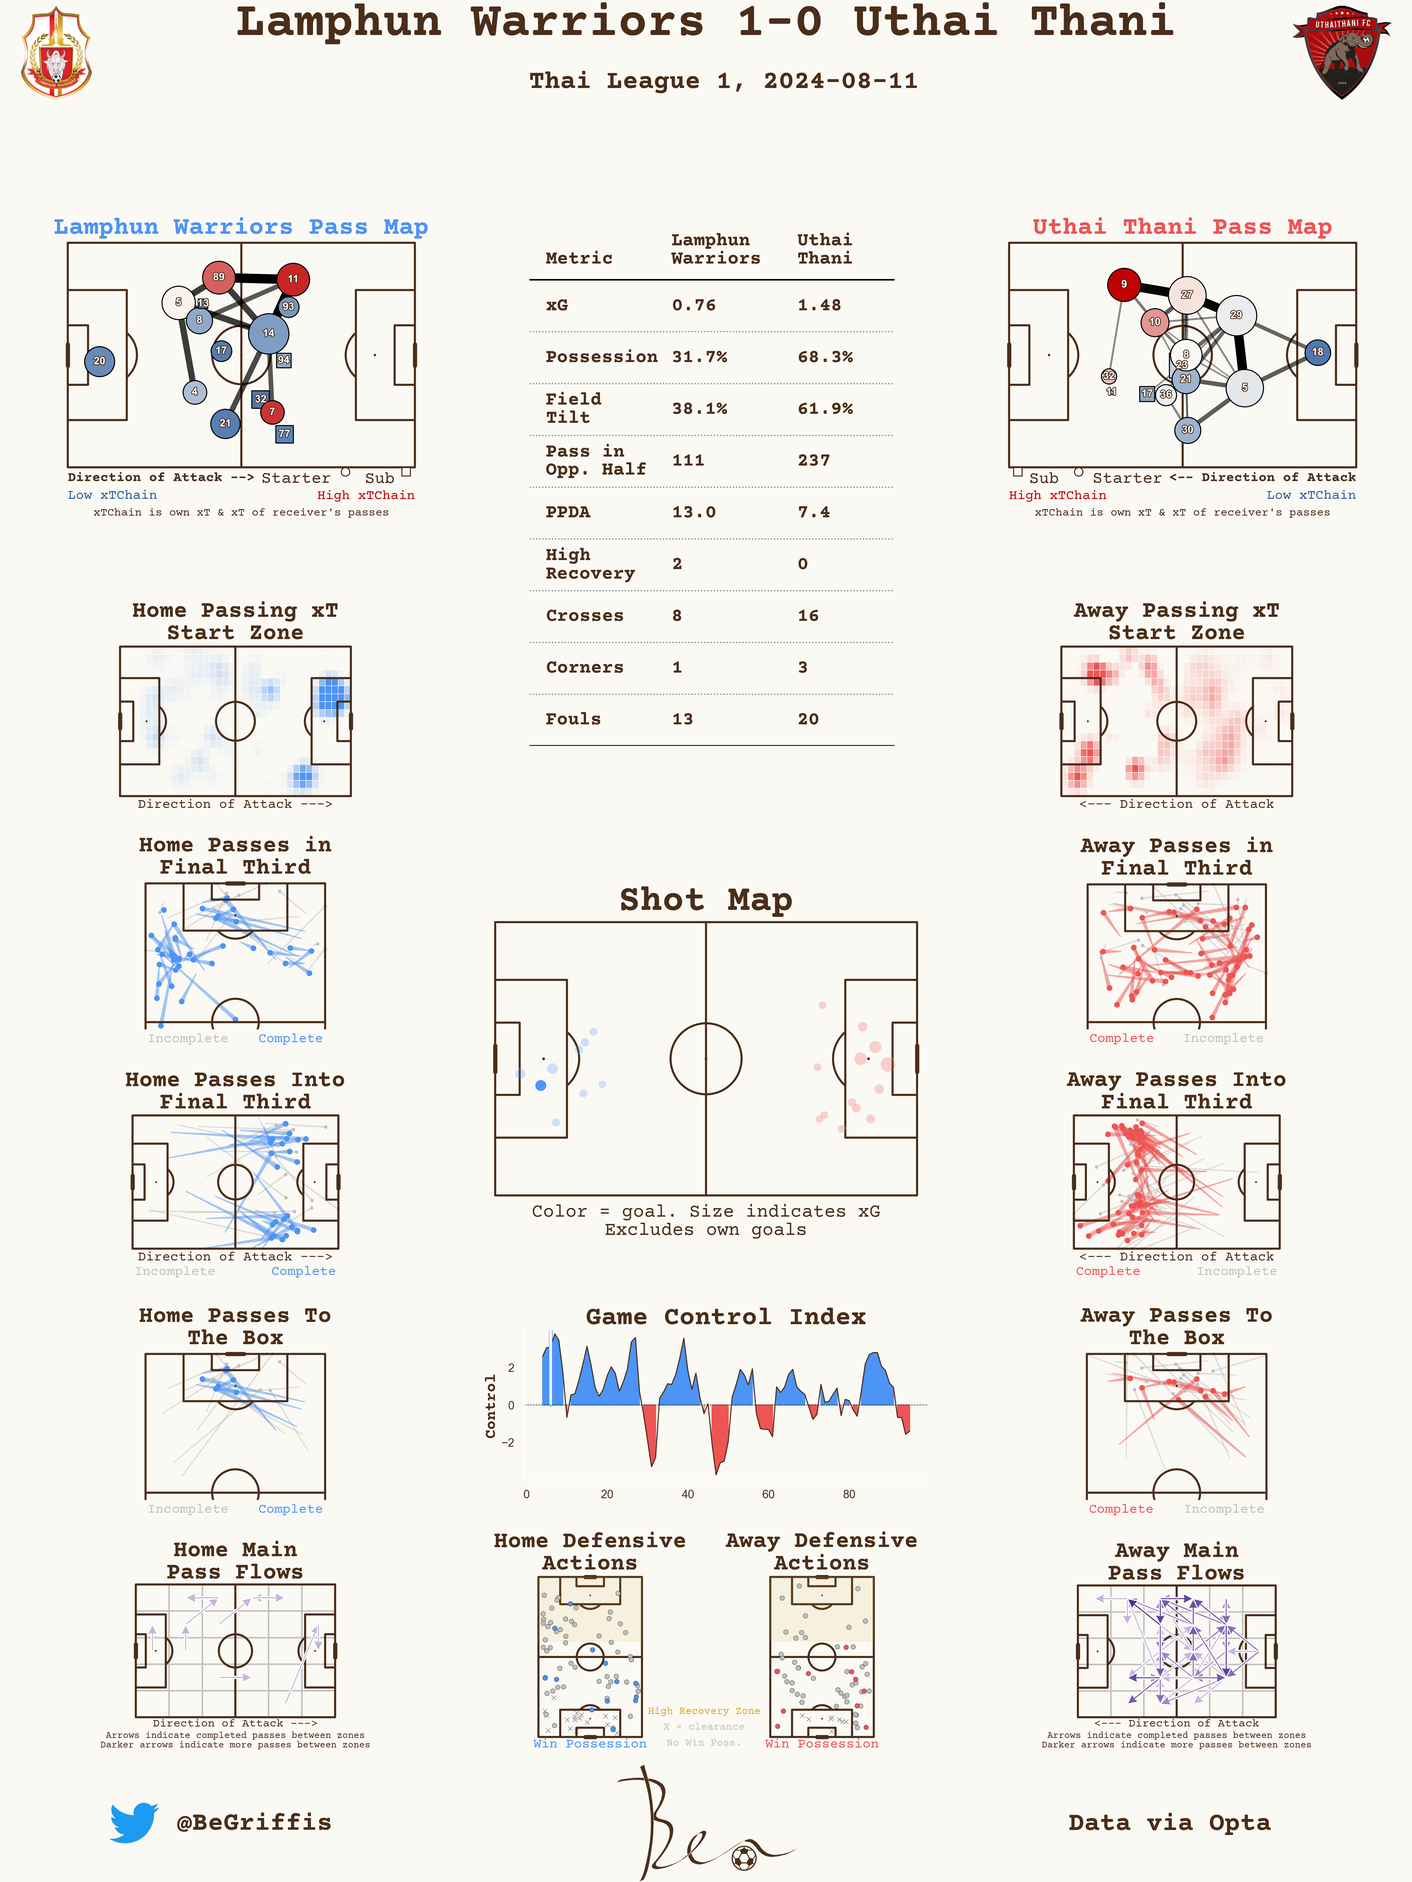 Lamphun Warriors 1-0 Uthai Thani
Thai League 1, 2024-08-11
UTHAITHANI FC
Lamphun Warriors Pass Map
89
11
5
13
93
8
14
17
94
20
4
32
7
21
77
Direction of Attack --> Starter Sub
Low xTChain High xTChain
xTChain is own xT & xT of receiver's passes
Metric Lamphun Warriors Uthai Thani
xG 0.76 1.48
Possession 31.7% 68.3%
Field Tilt 38.1% 61.9%
Pass in Opp. Half 111 237
PPDA 13.0 7.4
High Recovery 2 0
Crosses 8 16
Corners 1 3
Fouls 13 20
Uthai Thani Pass Map
9
27
10
29
8
18
23
32
21
11
17
36
5
30
Sub Starter <-- Direction of Attack
High xTChain Low xTChain
xTChain is own xT & xT of receiver's passes
Home Passing xT
Start Zone
Direction of Attack --->
Away Passing xT
Start Zone
<--- Direction of Attack
Home Passes in
Final Third
Incomplete Complete
Away Passes in
Final Third
Complete Incomplete
Shot Map
Color = goal. Size indicates xG
Excludes own goals
Home Passes Into
Final Third
Direction of Attack --->
Incomplete Complete
Away Passes Into
Final Third
<--- Direction of Attack
Complete Incomplete
Home Passes To
The Box
Incomplete Complete
Game Control Index
Control
2
0
−2
0 20 40 60 80
Away Passes To
The Box
Complete Incomplete
Home Main
Pass Flows
Direction of Attack --->
Arrows indicate completed passes between zones
Darker arrows indicate more passes between zones
Home Defensive
Actions
Win Possession
Away Defensive
Actions
Win Possession
High Recovery Zone
X = clearance
No Win Poss.
Away Main
Pass Flows
<--- Direction of Attack
Arrows indicate completed passes between zones
Darker arrows indicate more passes between zones
@BeGriffis
Ben
Data via Opta